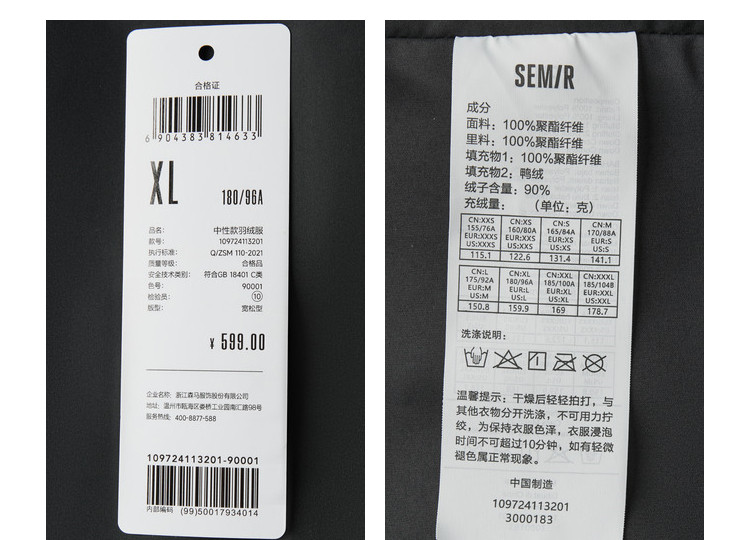 合格证
6 904383 814633
XL
180/96A
品名: 中性款羽绒服
款号: 109724113201
执行标准: Q/ZSM 110-2021
质量等级: 合格品
安全技术类别: 符合GB 18401 C类
色号: 90001
检验员: 10
版型: 宽松型
¥ 599.00
企业名称: 浙江森马服饰股份有限公司
地址: 温州市瓯海区娄桥工业园南汇路98号
服务热线: 400-8877-588
109724113201-90001
内部编码 (99)50017934014
SEM/R
成分
面料: 100%聚酯纤维
里料: 100%聚酯纤维
填充物1: 100%聚酯纤维
填充物2: 鸭绒
绒子含量: 90%
充绒量: (单位: 克)
CN:XXS CN:XS CN:S CN:M
155/76A 160/80A 165/84A 170/88A
EUR:XXXS EUR:XXS EUR:XS EUR:S
US:XXXS US:XXS US:XS US:S
115.1 122.6 131.4 141.1
CN:L CN:XL CN:XXL CN:XXXL
175/92A 180/96A 185/100A 185/104B
EUR:M EUR:L EUR:XL EUR:XXL
US:M US:L US:XL US:XXL
150.8 159.9 169 178.7
洗涤说明:
温馨提示: 干燥后轻轻拍打, 与
其他衣物分开洗涤, 不可用力拧
绞, 为保持衣服色泽, 衣服浸泡
时间不可超过10分钟, 如有轻微
褪色属正常现象。
中国制造
109724113201
3000183